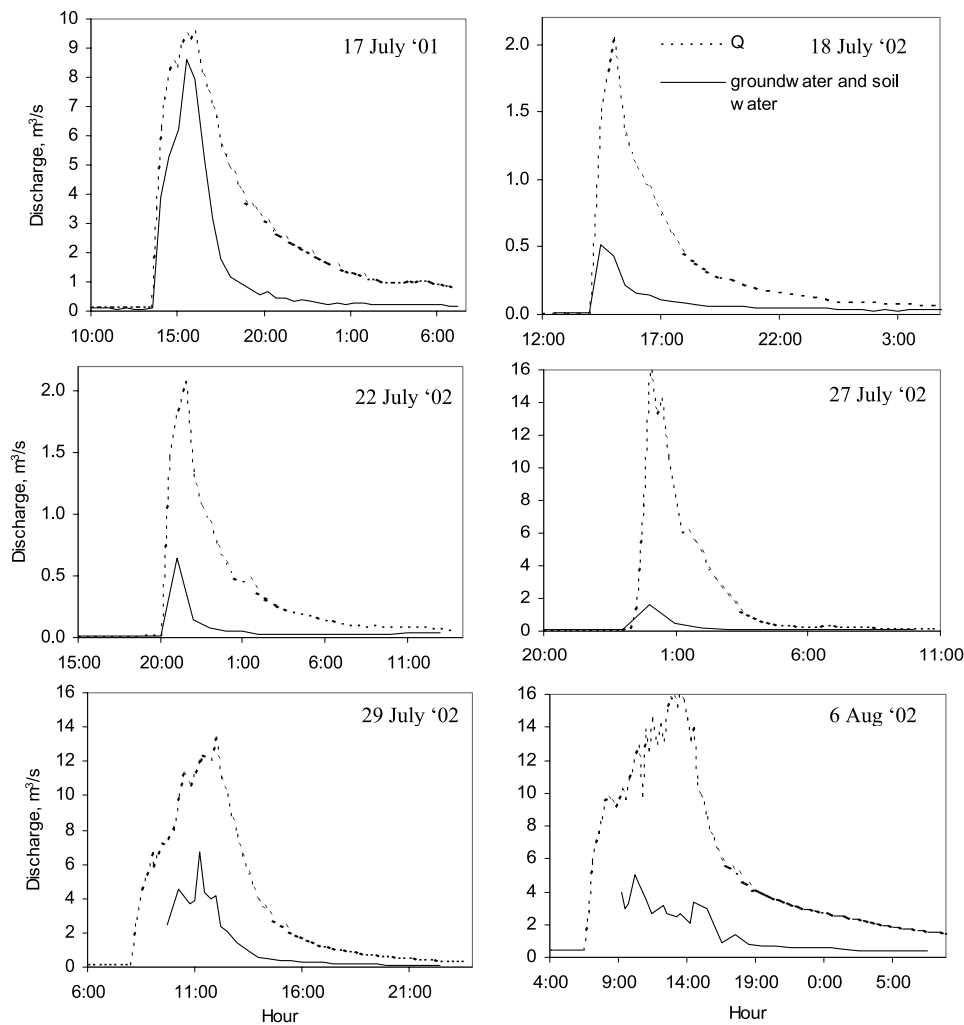 10
9
8
7
6
5
4
3
2
1
0
Discharge, m³/s
17 July ‘01
10:00 15:00 20:00 1:00 6:00
2.0
1.5
1.0
0.5
0.0
Q
18 July ‘02
groundwater and soil
water
12:00 17:00 22:00 3:00
2.0
1.5
1.0
0.5
0.0
Discharge, m³/s
22 July ‘02
15:00 20:00 1:00 6:00 11:00
16
14
12
10
8
6
4
2
0
27 July ‘02
20:00 1:00 6:00 11:00
16
14
12
10
8
6
4
2
0
Discharge, m³/s
29 July ‘02
6:00 11:00 16:00 21:00
Hour
16
14
12
10
8
6
4
2
0
6 Aug ‘02
4:00 9:00 14:00 19:00 0:00 5:00
Hour